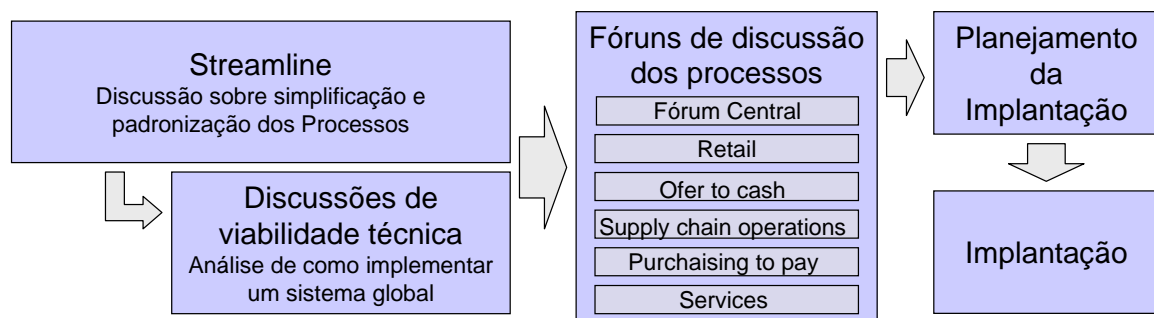 Streamline
Discussão sobre simplificação e
padronização dos Processos
Discussões de
viabilidade técnica
Análise de como implementar
um sistema global
Fóruns de discussão
dos processos
Fórum Central
Retail
Ofer to cash
Supply chain operations
Purchaising to pay
Services
Planejamento
da
Implantação
Implantação